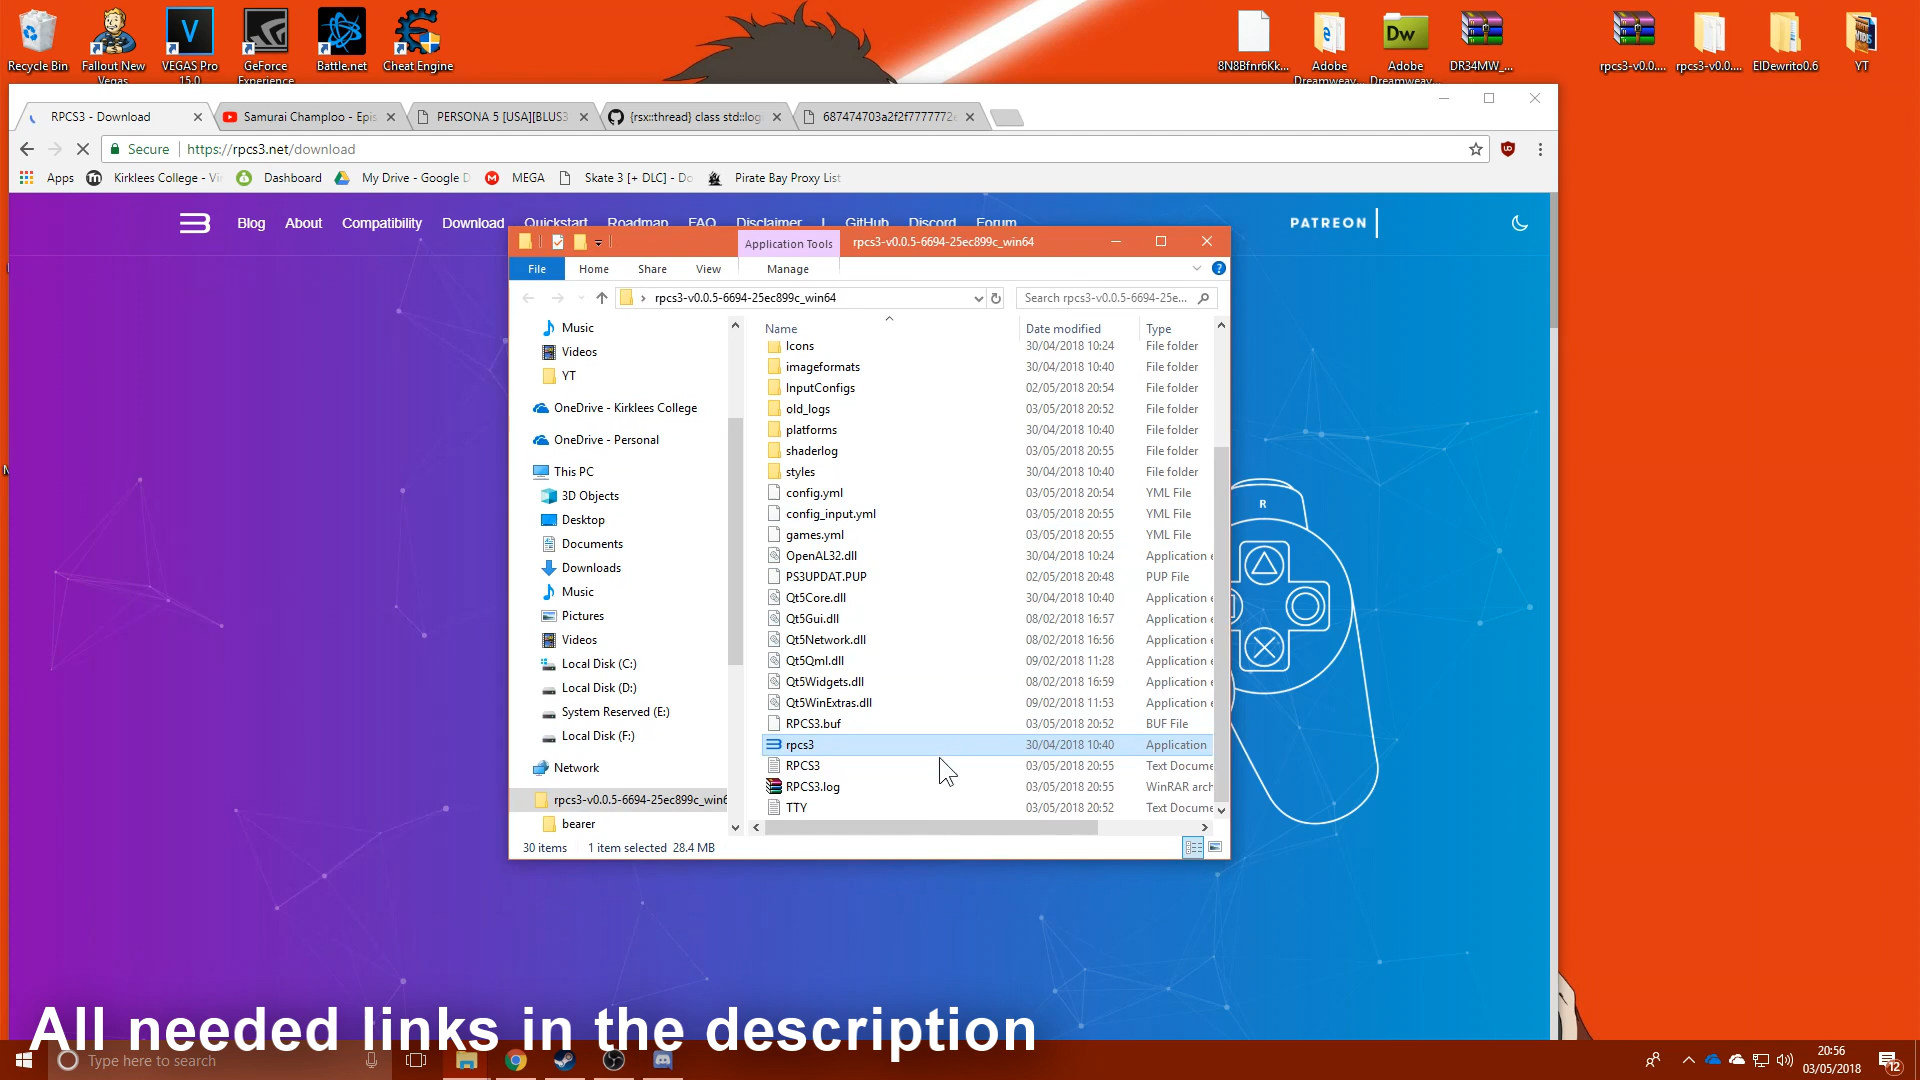 Recycle Bin
Fallout New Vegas
VEGAS Pro 15.0
GeForce Experience
Battle.net
Cheat Engine
8N8Bfnr6Kk...
Adobe Dreamweav...
Adobe Dreamweav...
DR34MW_...
rpcs3-v0.0....
rpcs3-v0.0....
ElDewrito0.6
YT
RPCS3 - Download
Samurai Champloo - Epis
PERSONA 5 [USA][BLUS3
{rsx::thread} class std::log
687474703a2f2f7777772e
Secure
https://rpcs3.net/download
Apps
Kirklees College - Vi
Dashboard
My Drive - Google D
MEGA
Skate 3 [+ DLC] - Do
Pirate Bay Proxy List
Blog
About
Compatibility
Download
Quickstart
Roadmap
FAQ
Disclaimer
|
GitHub
Discord
Forum
PATREON
Application Tools
rpcs3-v0.0.5-6694-25ec899c_win64
File
Home
Share
View
Manage
rpcs3-v0.0.5-6694-25ec899c_win64
Search rpcs3-v0.0.5-6694-25e...
Music
Videos
YT
OneDrive - Kirklees College
OneDrive - Personal
This PC
3D Objects
Desktop
Documents
Downloads
Music
Pictures
Videos
Local Disk (C:)
Local Disk (D:)
System Reserved (E:)
Local Disk (F:)
Network
rpcs3-v0.0.5-6694-25ec899c_win6
bearer
Name Date modified Type
Icons 30/04/2018 10:24 File folder
imageformats 30/04/2018 10:40 File folder
InputConfigs 02/05/2018 20:54 File folder
old_logs 03/05/2018 20:52 File folder
platforms 30/04/2018 10:40 File folder
shaderlog 03/05/2018 20:55 File folder
styles 30/04/2018 10:40 File folder
config.yml 03/05/2018 20:54 YML File
config_input.yml 03/05/2018 20:55 YML File
games.yml 03/05/2018 20:55 YML File
OpenAL32.dll 30/04/2018 10:24 Application e
PS3UPDAT.PUP 02/05/2018 20:48 PUP File
Qt5Core.dll 30/04/2018 10:40 Application e
Qt5Gui.dll 08/02/2018 16:57 Application e
Qt5Network.dll 08/02/2018 16:56 Application e
Qt5Qml.dll 09/02/2018 11:28 Application e
Qt5Widgets.dll 08/02/2018 16:59 Application e
Qt5WinExtras.dll 09/02/2018 11:53 Application e
RPCS3.buf 03/05/2018 20:52 BUF File
rpcs3 30/04/2018 10:40 Application
RPCS3 03/05/2018 20:55 Text Docume
RPCS3.log 03/05/2018 20:55 WinRAR arch
TTY 03/05/2018 20:52 Text Docume
30 items 1 item selected 28.4 MB
R
All needed links in the description
Type here to search
20:56
03/05/2018
12